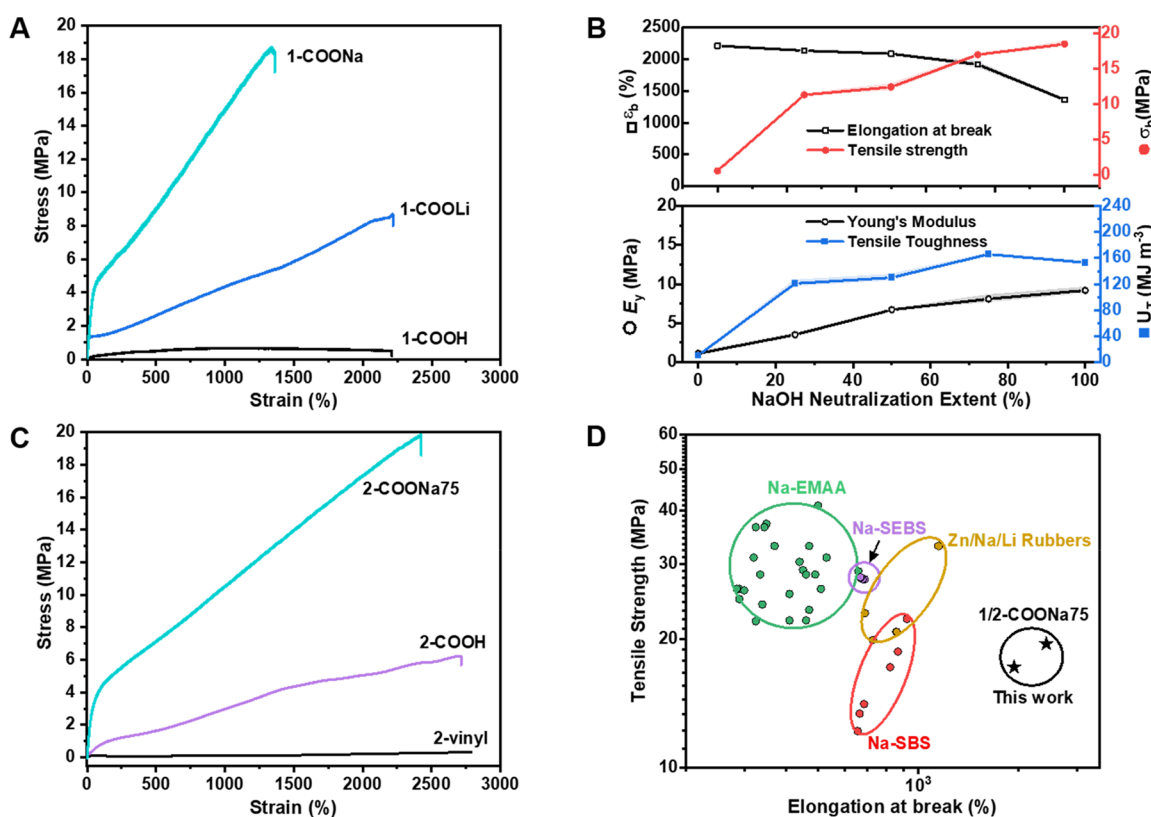 A
20
18
16
14
12
10
8
6
4
2
0
Stress (MPa)
1-COONa
1-COOLi
1-COOH
0 500 1000 1500 2000 2500 3000
Strain (%)
B
2500
2000
1500
1000
500
0
εb (%)
Elongation at break
Tensile strength
20
15
10
5
0
σb(MPa)
20
15
10
5
0
Ey (MPa)
Young's Modulus
Tensile Toughness
240
200
160
120
80
40
0
UT (MJ m-3)
0 20 40 60 80 100
NaOH Neutralization Extent (%)
C
20
18
16
14
12
10
8
6
4
2
0
Stress (MPa)
2-COONa75
2-COOH
2-vinyl
0 500 1000 1500 2000 2500 3000
Strain (%)
D
60
50
40
30
20
10
Tensile Strength (MPa)
Na-EMAA
Na-SEBS
Zn/Na/Li Rubbers
1/2-COONa75
This work
Na-SBS
10³
Elongation at break (%)